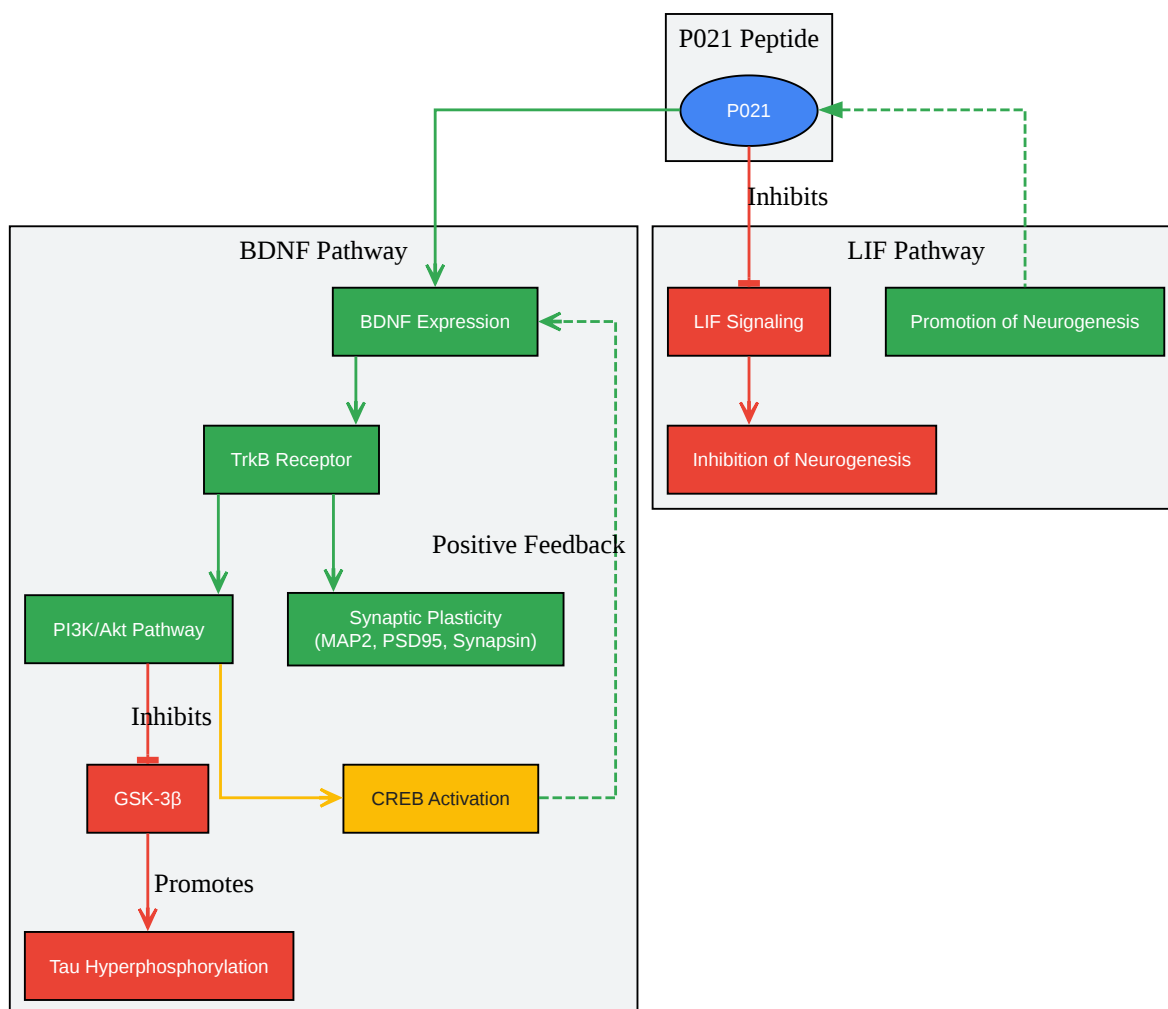 P021 Peptide
P021
Inhibits
BDNF Pathway
LIF Pathway
BDNF Expression
LIF Signaling
Promotion of Neurogenesis
TrkB Receptor
Inhibition of Neurogenesis
Positive Feedback
PI3K/Akt Pathway
Synaptic Plasticity
(MAP2, PSD95, Synapsin)
Inhibits
GSK-3β
CREB Activation
Promotes
Tau Hyperphosphorylation